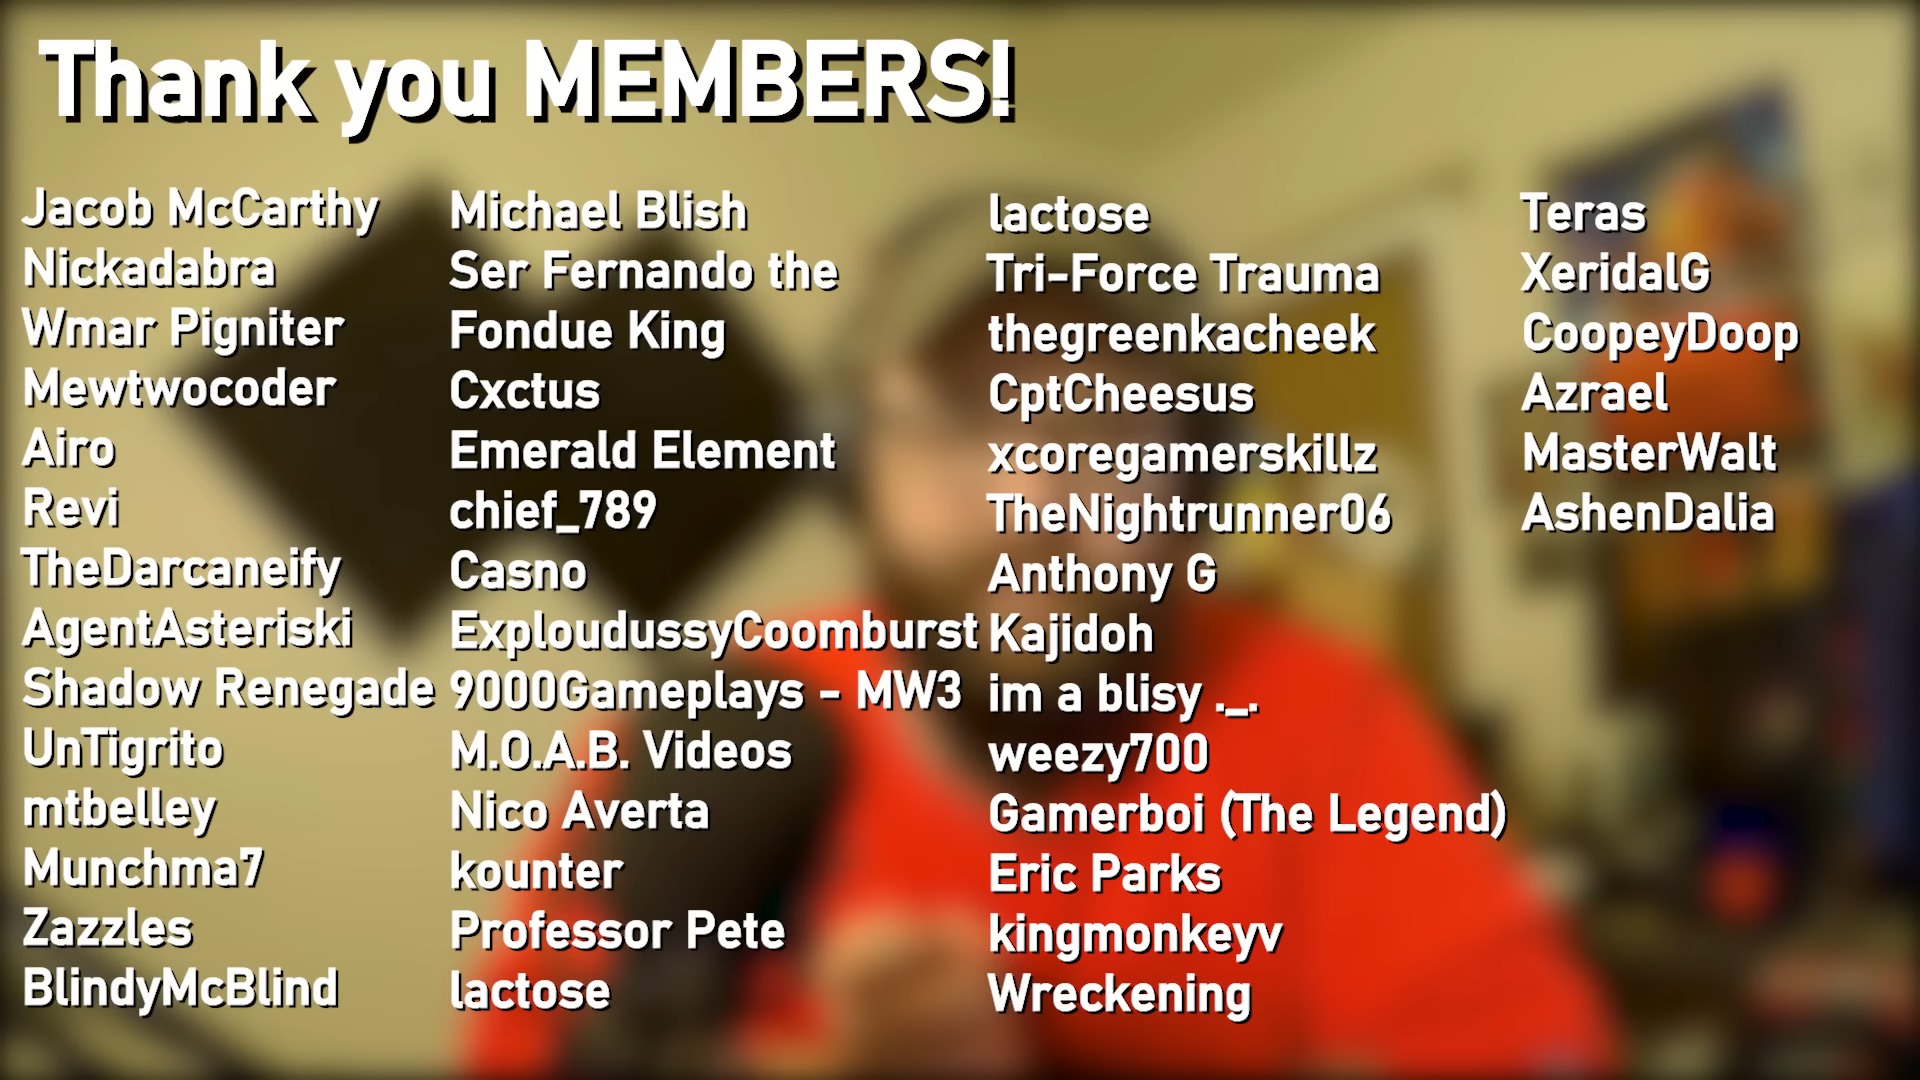 Thank you MEMBERS!
Jacob McCarthy
Nickadabra
Wmar Pigniter
Mewtwocoder
Airo
Revi
TheDarcaneify
AgentAsteriski
Shadow Renegade
UnTigrito
mtbelley
Munchma7
Zazzles
BlindyMcBlind
Michael Blish
Ser Fernando the
Fondue King
Cxctus
Emerald Element
chief_789
Casno
ExploudussyCoomburst
9000Gameplays - MW3
M.O.A.B. Videos
Nico Averta
kounter
Professor Pete
lactose
lactose
Tri-Force Trauma
thegreenkacheek
CptCheesus
xcoregamerskillz
TheNightrunner06
Anthony G
Kajidoh
im a blisy ._.
weezy700
Gamerboi (The Legend)
Eric Parks
kingmonkeyv
Wreckening
Teras
XeridalG
CoopeyDoop
Azrael
MasterWalt
AshenDalia